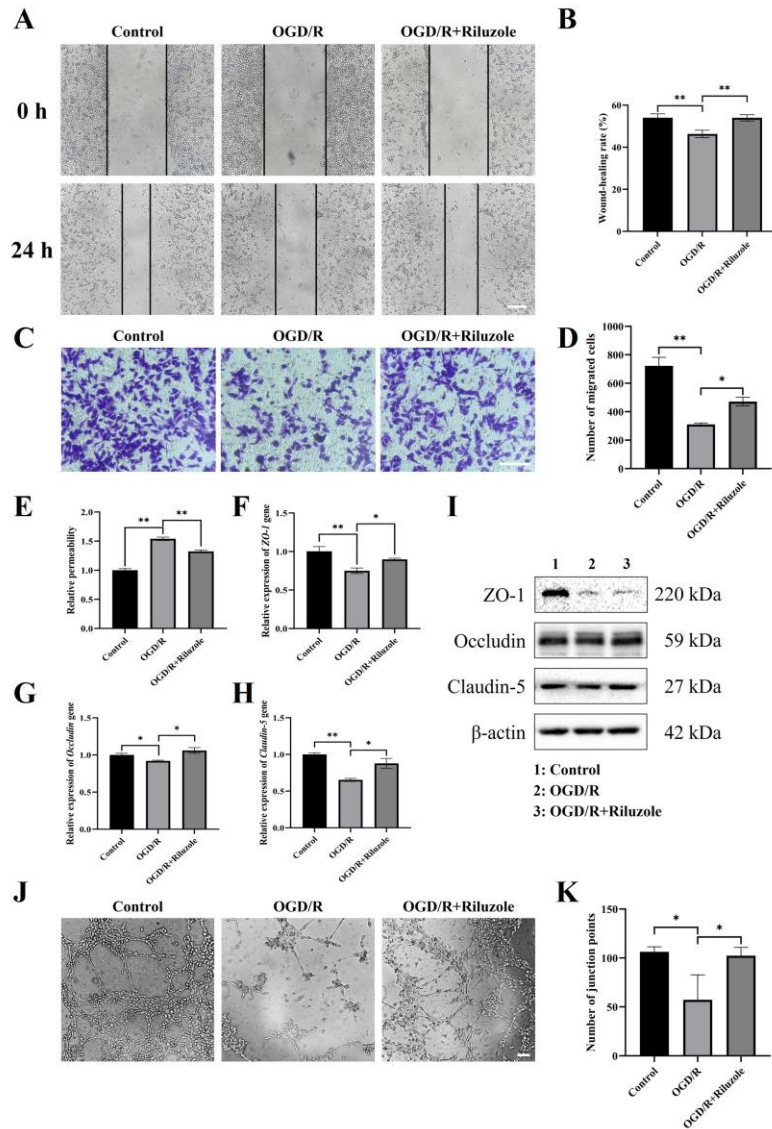 A
Control
OGD/R
OGD/R+Riluzole
0 h
24 h
B
Wound-healing rate (%)
80
60
40
20
0
Control
OGD/R
OGD/R+Riluzole
**
**
C
Control
OGD/R
OGD/R+Riluzole
D
Number of migrated cells
1000
800
600
400
200
0
Control
OGD/R
OGD/R+Riluzole
**
*
E
Relative permeability
2.0
1.5
1.0
0.5
0.0
Control
OGD/R
OGD/R+Riluzole
**
**
F
Relative expression of ZO-1 gene
1.5
1.0
0.5
0.0
Control
OGD/R
OGD/R+Riluzole
**
*
G
Relative expression of Occludin gene
1.5
1.0
0.5
0.0
Control
OGD/R
OGD/R+Riluzole
*
*
H
Relative expression of Claudin-5 gene
1.5
1.0
0.5
0.0
Control
OGD/R
OGD/R+Riluzole
**
*
I
1 2 3
ZO-1 220 kDa
Occludin 59 kDa
Claudin-5 27 kDa
β-actin 42 kDa
1: Control
2: OGD/R
3: OGD/R+Riluzole
J
Control
OGD/R
OGD/R+Riluzole
K
Number of junction points
150
100
50
0
Control
OGD/R
OGD/R+Riluzole
*
*